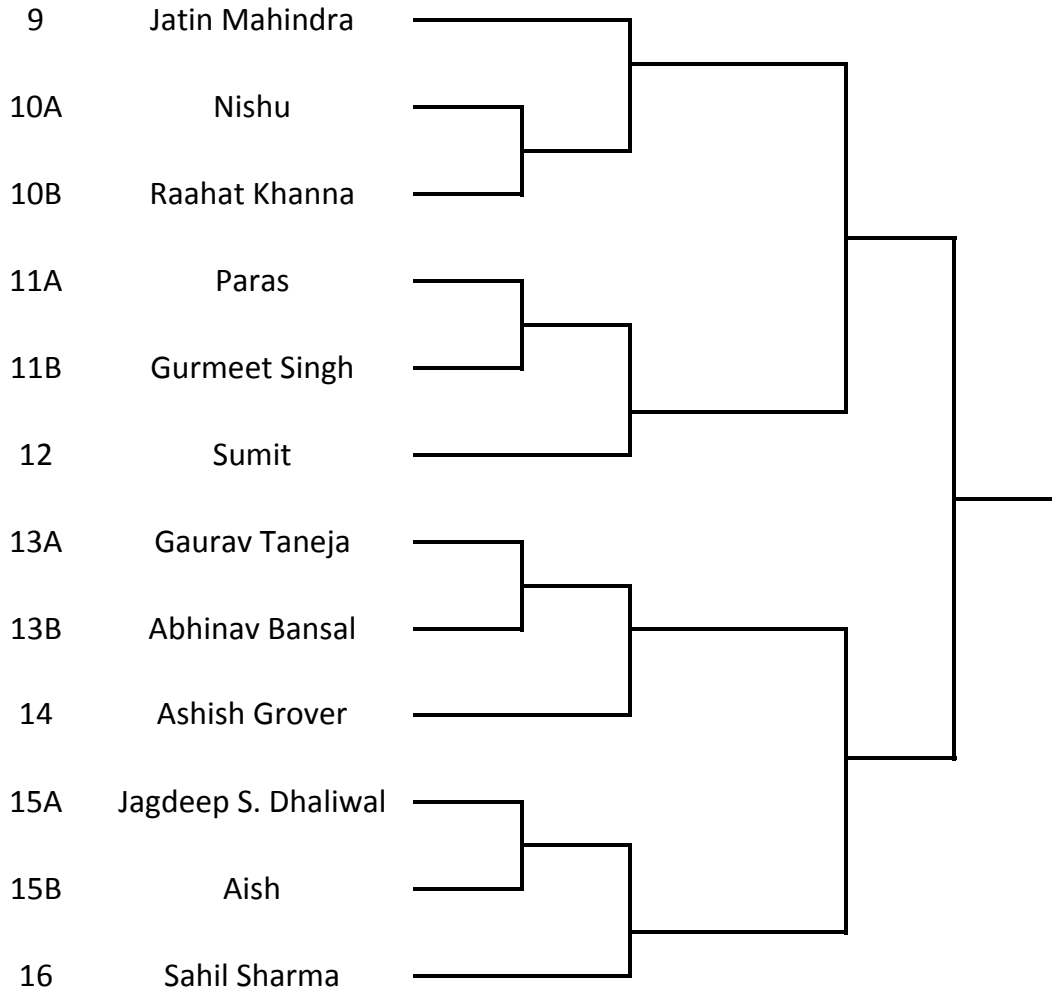 9 Jatin Mahindra
10A Nishu
10B Raahat Khanna
11A Paras
11B Gurmeet Singh
12 Sumit
13A Gaurav Taneja
13B Abhinav Bansal
14 Ashish Grover
15A Jagdeep S. Dhaliwal
15B Aish
16 Sahil Sharma